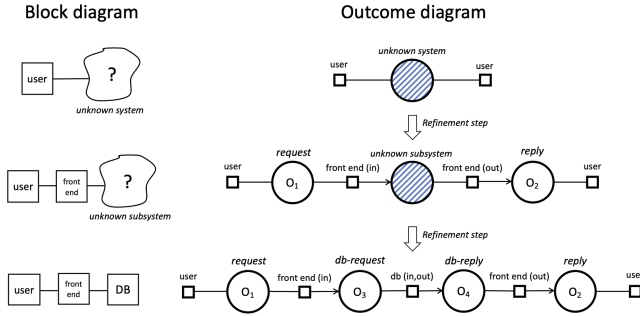 Block diagram
Outcome diagram
user
?
unknown system
unknown system
user
user
Refinement step
user
front
end
?
unknown subsystem
request
unknown subsystem
reply
user
front end (in)
front end (out)
user
O1
O2
Refinement step
user
front
end
DB
request
db-request
db-reply
reply
user
front end (in)
db (in,out)
front end (out)
user
O1
O3
O4
O2